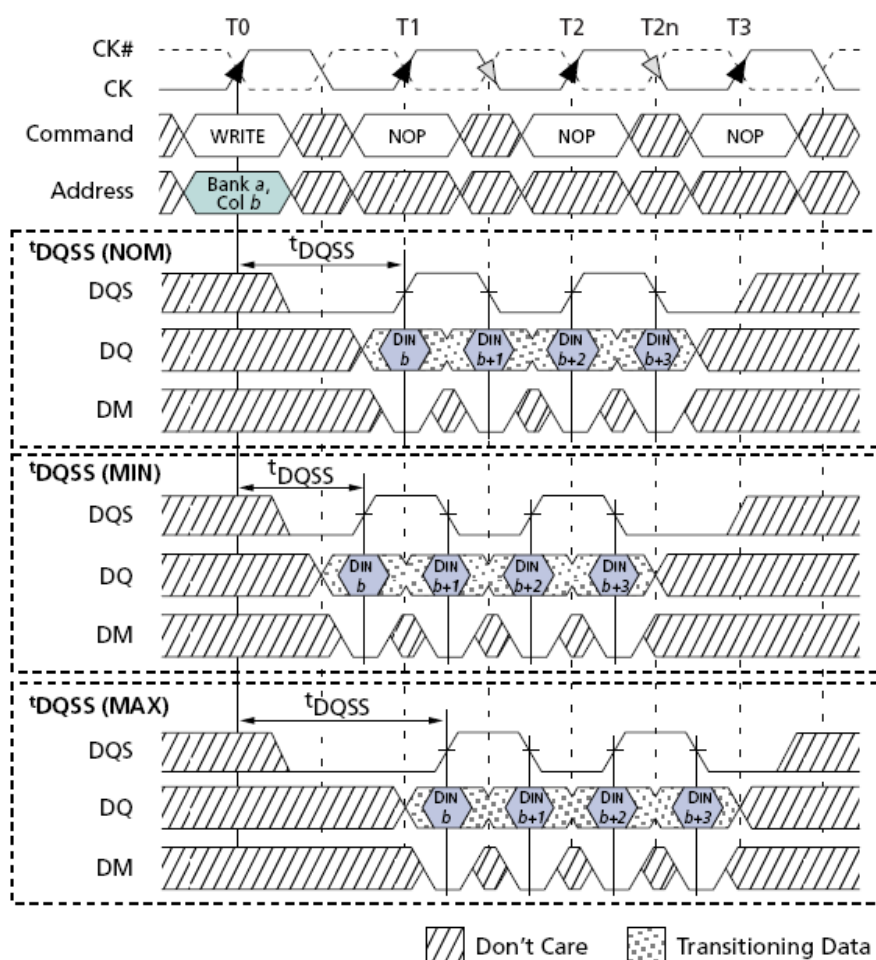 T0 T1 T2 T2n T3
CK#
CK
Command WRITE NOP NOP NOP
Address Bank a,
Col b
tDQSS (NOM) tDQSS
DQS
DQ DIN DIN DIN DIN
b b+1 b+2 b+3
DM
tDQSS (MIN) tDQSS
DQS
DQ DIN DIN DIN DIN
b b+1 b+2 b+3
DM
tDQSS (MAX) tDQSS
DQS
DQ DIN DIN DIN DIN
b b+1 b+2 b+3
DM
Don't Care Transitioning Data